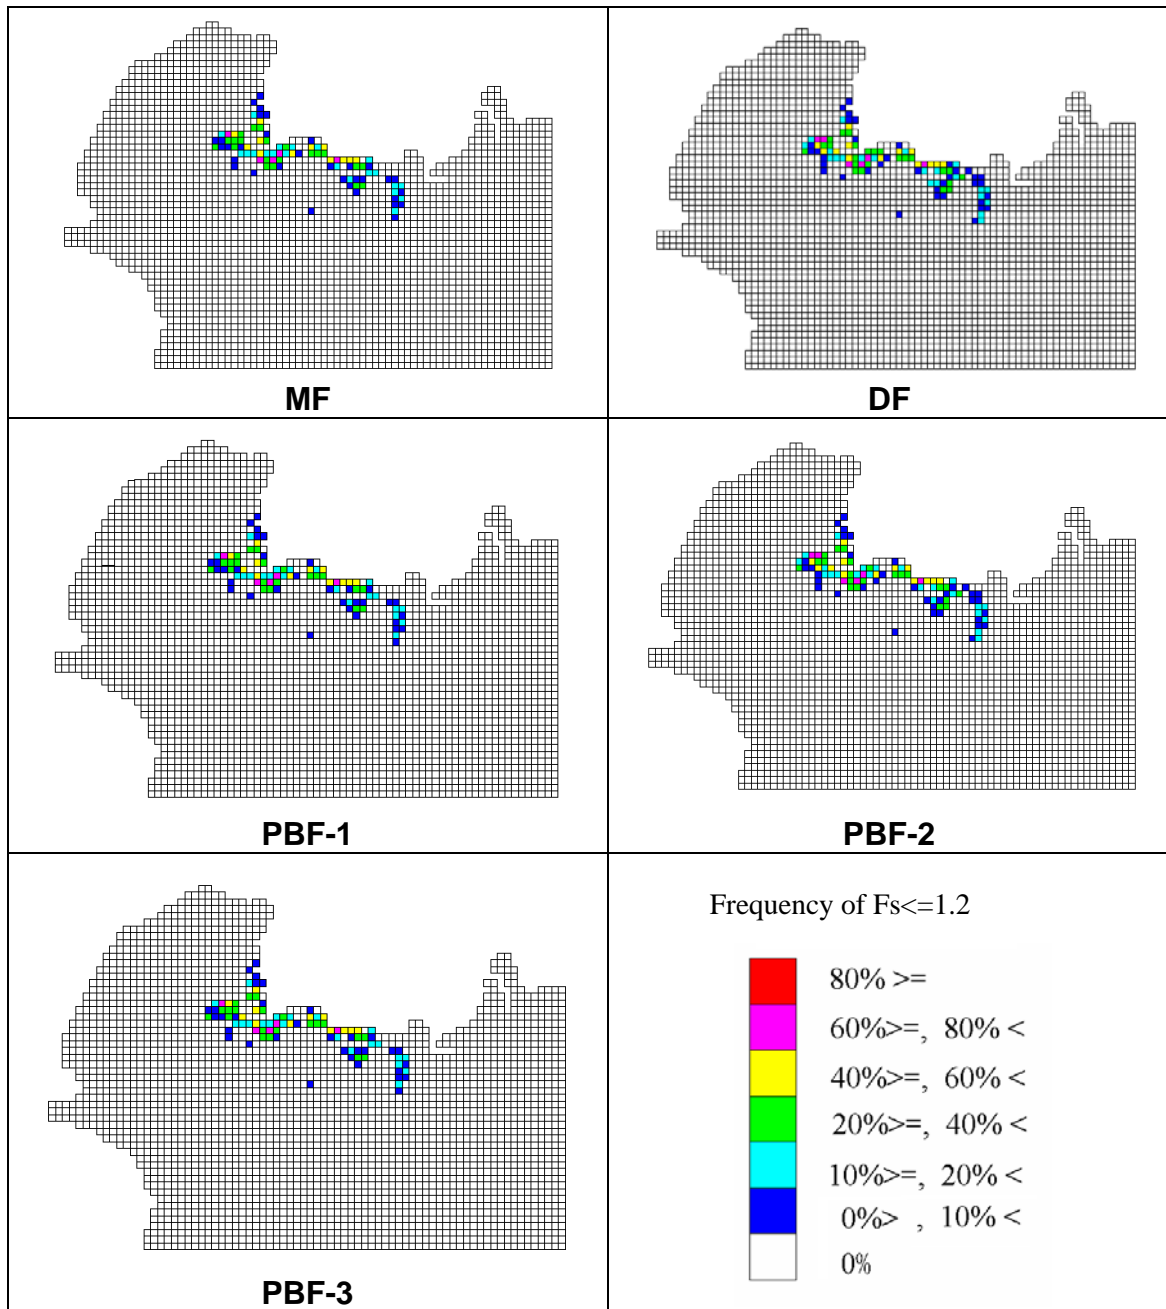 MF
DF
PBF-1
PBF-2
PBF-3
Frequency of Fs<=1.2
80% >=
60%>=, 80% <
40%>=, 60% <
20%>=, 40% <
10%>=, 20% <
0%> , 10% <
0%